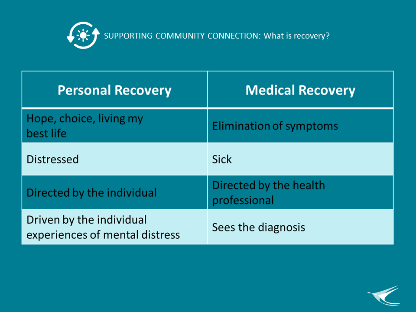 SUPPORTING COMMUNITY CONNECTION: What is recovery?
Personal Recovery
Medical Recovery
Hope, choice, living my
best life
Elimination of symptoms
Distressed
Sick
Directed by the individual
Directed by the health
professional
Driven by the individual
experiences of mental distress
Sees the diagnosis